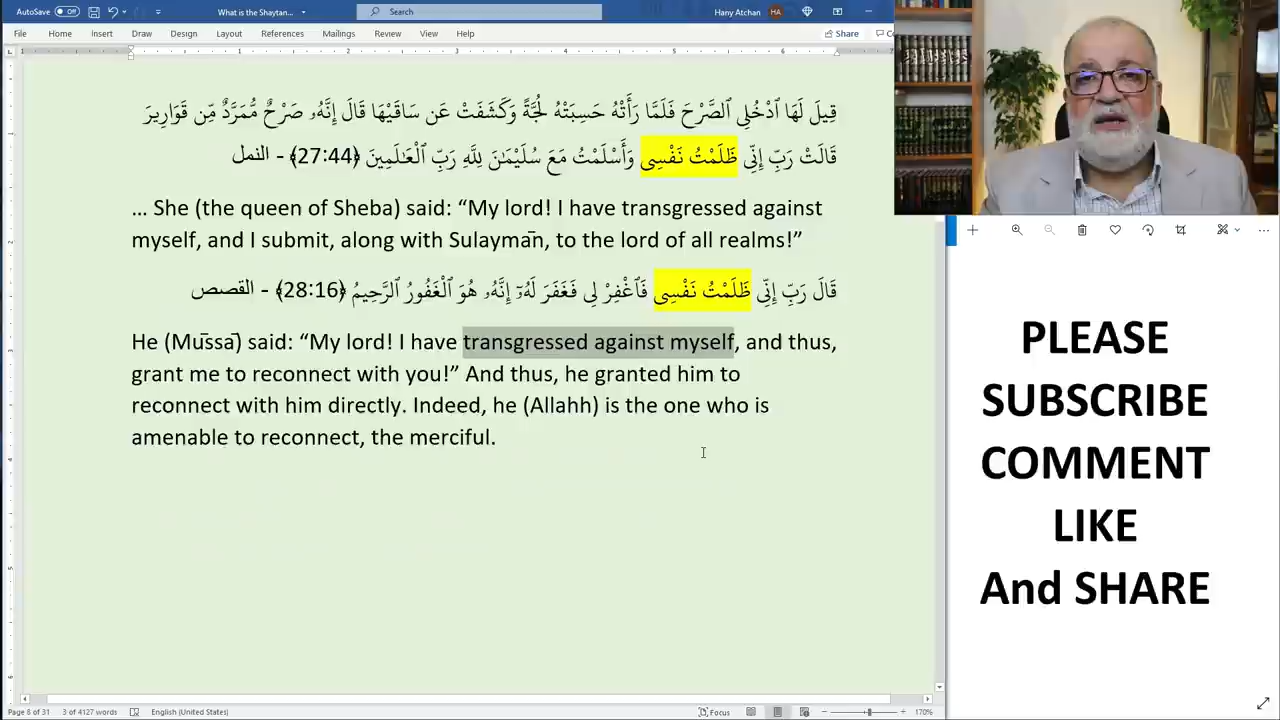 AutoSave Off
What is the Shaytan...
Search
Hany Atchan HA
File Home Insert Draw Design Layout References Mailings Review View Help Share
قِيلَ لَهَا ٱدْخُلِى ٱلصَّرْحَ فَلَمَّا رَأَتْهُ حَسِبَتْهُ لُجَّةً وَكَشَفَتْ عَن سَاقَيْهَا قَالَ إِنَّهُۥ صَرْحٌ مُّمَرَّدٌ مِّن قَوَارِيرَ
قَالَتْ رَبِّ إِنِّى ظَلَمْتُ نَفْسِى وَأَسْلَمْتُ مَعَ سُلَيْمَـٰنَ لِلَّهِ رَبِّ ٱلْعَـٰلَمِينَ ﴿27:44﴾ - النمل
... She (the queen of Sheba) said: “My lord! I have transgressed against
myself, and I submit, along with Sulaymān, to the lord of all realms!”
قَالَ رَبِّ إِنِّى ظَلَمْتُ نَفْسِى فَٱغْفِرْ لِى فَغَفَرَ لَهُۥٓ إِنَّهُۥ هُوَ ٱلْغَفُورُ ٱلرَّحِيمُ ﴿28:16﴾ - القصص
He (Mūssā) said: “My lord! I have transgressed against myself, and thus,
grant me to reconnect with you!” And thus, he granted him to
reconnect with him directly. Indeed, he (Allahh) is the one who is
amenable to reconnect, the merciful.
PLEASE
SUBSCRIBE
COMMENT
LIKE
And SHARE
Page 8 of 31 3 of 4127 words English (United States) Focus 170%